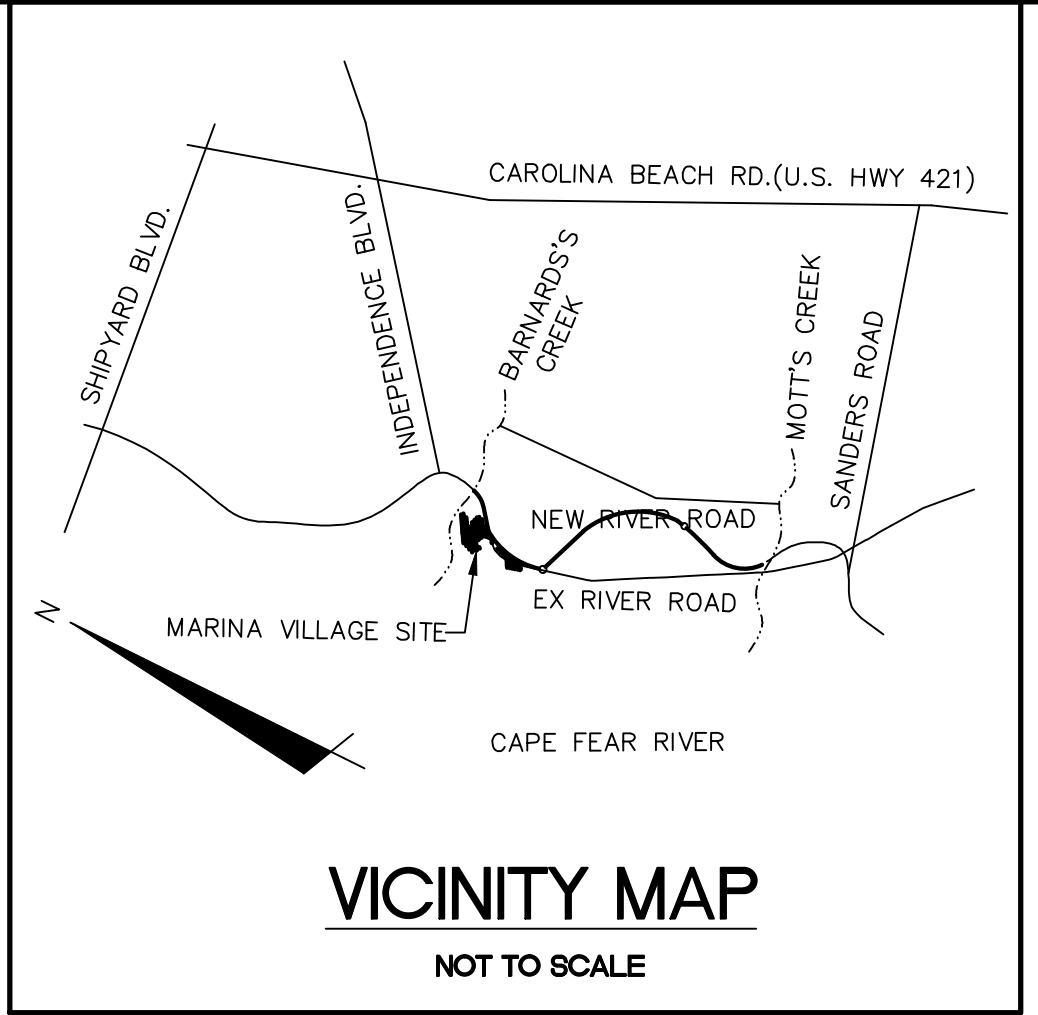 CAROLINA BEACH RD.(U.S. HWY 421)
SHIPYARD BLVD.
INDEPENDENCE BLVD.
BARNARDS'S
CREEK
MOTT'S CREEK
SANDERS ROAD
NEW RIVER ROAD
EX RIVER ROAD
N
MARINA VILLAGE SITE
CAPE FEAR RIVER
VICINITY MAP
NOT TO SCALE